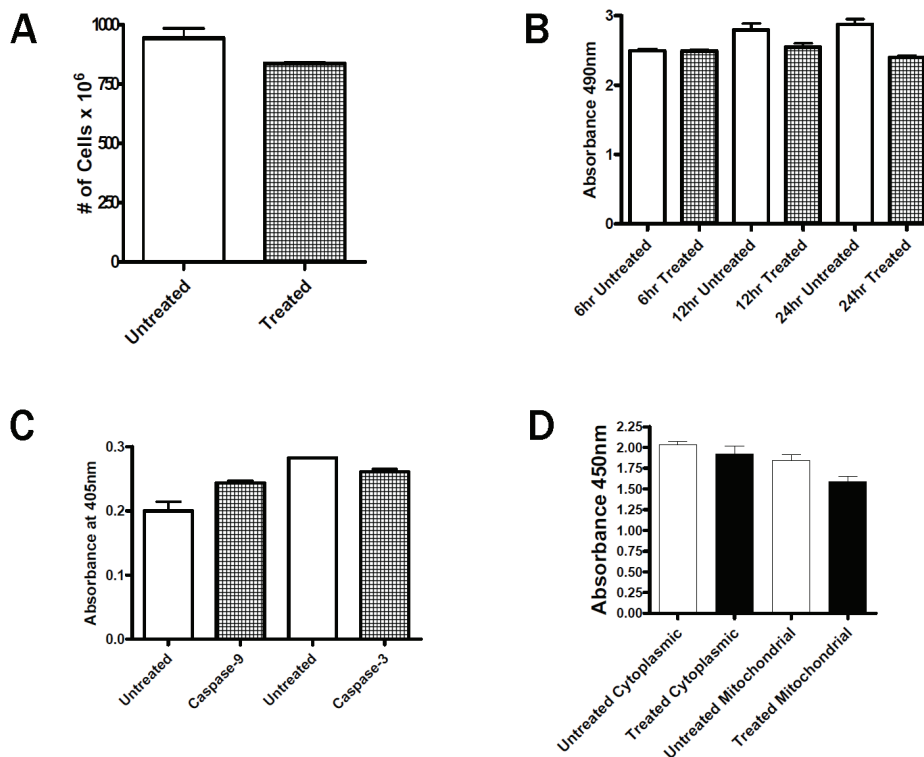 A
# of Cells x 10⁶
1000
750
500
250
0
Untreated
Treated
B
Absorbance 490nm
3
2
1
0
6hr Untreated
6hr Treated
12hr Untreated
12hr Treated
24hr Untreated
24hr Treated
C
Absorbance at 405nm
0.3
0.2
0.1
0.0
Untreated
Caspase-9
Untreated
Caspase-3
D
Absorbance 450nm
2.25
2.00
1.75
1.50
1.25
1.00
0.75
0.50
0.25
0.00
Untreated Cytoplasmic
Treated Cytoplasmic
Untreated Mitochondrial
Treated Mitochondrial